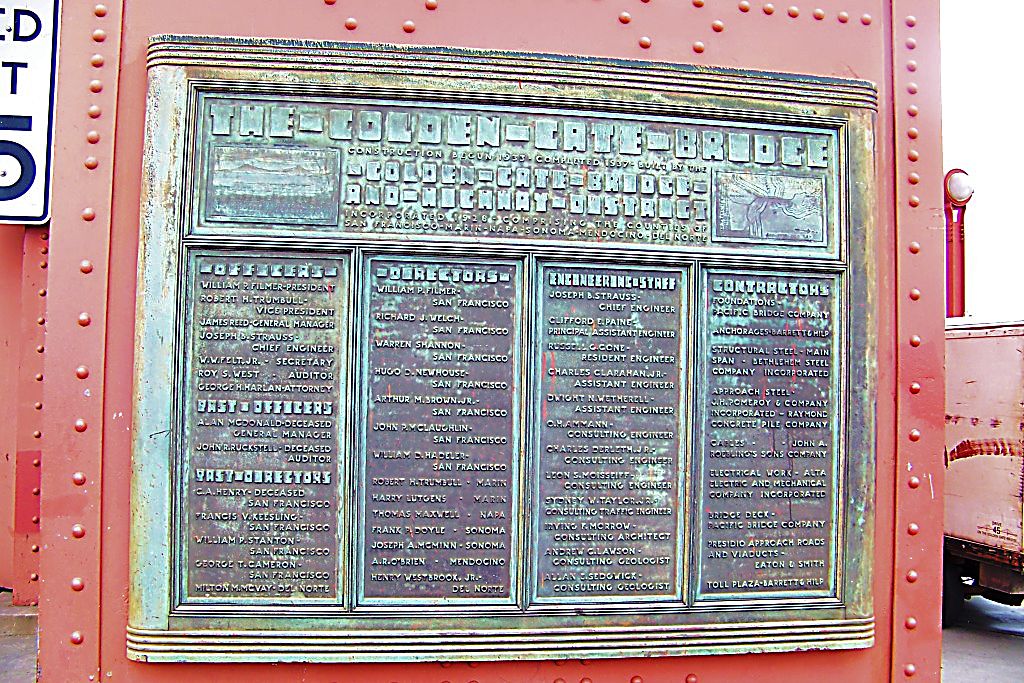 ED
T
THE-GOLDEN-GATE-BRIDGE
CONSTRUCTION BEGUN 1933-COMPLETED 1937-BUILT BY THE
-GOLDEN-GATE-BRIDGE-
AND-HIGHWAY-DISTRICT
INCORPORATED 1928-COMPRISING THE COUNTIES OF
SAN FRANCISCO-MARIN-NAPA-SONOMA-MENDOCINO-DEL NORTE
-OFFICERS-
WILLIAM P. FILMER-PRESIDENT
ROBERT H. TRUMBULL-
VICE PRESIDENT
JAMES REED-GENERAL MANAGER
JOSEPH B. STRAUSS-
CHIEF ENGINEER
W.W. FELT, JR. - SECRETARY
ROY S. WEST - AUDITOR
GEORGE H. HARLAN-ATTORNEY
PAST-OFFICERS
ALAN MCDONALD-DECEASED
GENERAL MANAGER
JOHN R. RUCKSTELL-DECEASED
AUDITOR
PAST-DIRECTORS
C.A. HENRY-DECEASED
SAN FRANCISCO
FRANCIS V. KEESLING-
SAN FRANCISCO
WILLIAM P. STANTON-
SAN FRANCISCO
GEORGE T. CAMERON-
SAN FRANCISCO
MILTON M. MCVAY-DEL NORTE
-DIRECTORS-
WILLIAM P. FILMER-
SAN FRANCISCO
RICHARD J. WELCH-
SAN FRANCISCO
WARREN SHANNON-
SAN FRANCISCO
HUGO D. NEWHOUSE-
SAN FRANCISCO
ARTHUR M. BROWN, JR.-
SAN FRANCISCO
JOHN P. MCLAUGHLIN-
SAN FRANCISCO
WILLIAM D. HADELER-
SAN FRANCISCO
ROBERT H. TRUMBULL - MARIN
HARRY LUTGENS - MARIN
THOMAS MAXWELL - NAPA
FRANK P. DOYLE - SONOMA
JOSEPH A. MCMINN - SONOMA
A.R. O'BRIEN - MENDOCINO
HENRY WESTBROOK, JR.-
DEL NORTE
ENGINEERING-STAFF
JOSEPH B. STRAUSS-
CHIEF ENGINEER
CLIFFORD E. PAINE-
PRINCIPAL ASSISTANT ENGINEER
RUSSELL G. CONE-
RESIDENT ENGINEER
CHARLES CLARAHAN, JR.-
ASSISTANT ENGINEER
DWIGHT N. WETHERELL-
ASSISTANT ENGINEER
O.H. AMMANN-
CONSULTING ENGINEER
CHARLES DERLETH, JR.-
CONSULTING ENGINEER
LEON S. MOISSEIFF-
CONSULTING ENGINEER
SYDNEY W. TAYLOR, JR.-
CONSULTING TRAFFIC ENGINEER
IRVING F. MORROW-
CONSULTING ARCHITECT
ANDREW C. LAWSON-
CONSULTING GEOLOGIST
ALLAN E. SEDGWICK-
CONSULTING GEOLOGIST
CONTRACTORS
FOUNDATIONS -
PACIFIC BRIDGE COMPANY
ANCHORAGES-BARRETT & HILP
STRUCTURAL STEEL - MAIN
SPAN - BETHLEHEM STEEL
COMPANY INCORPORATED
APPROACH STEEL -
J.H. POMEROY & COMPANY
INCORPORATED - RAYMOND
CONCRETE PILE COMPANY
CABLES - JOHN A.
ROEBLING'S SONS COMPANY
ELECTRICAL WORK - ALTA
ELECTRIC AND MECHANICAL
COMPANY INCORPORATED
BRIDGE DECK -
PACIFIC BRIDGE COMPANY
PRESIDIO APPROACH ROADS
AND VIADUCTS -
EATON & SMITH
TOLL PLAZA-BARRETT & HILP